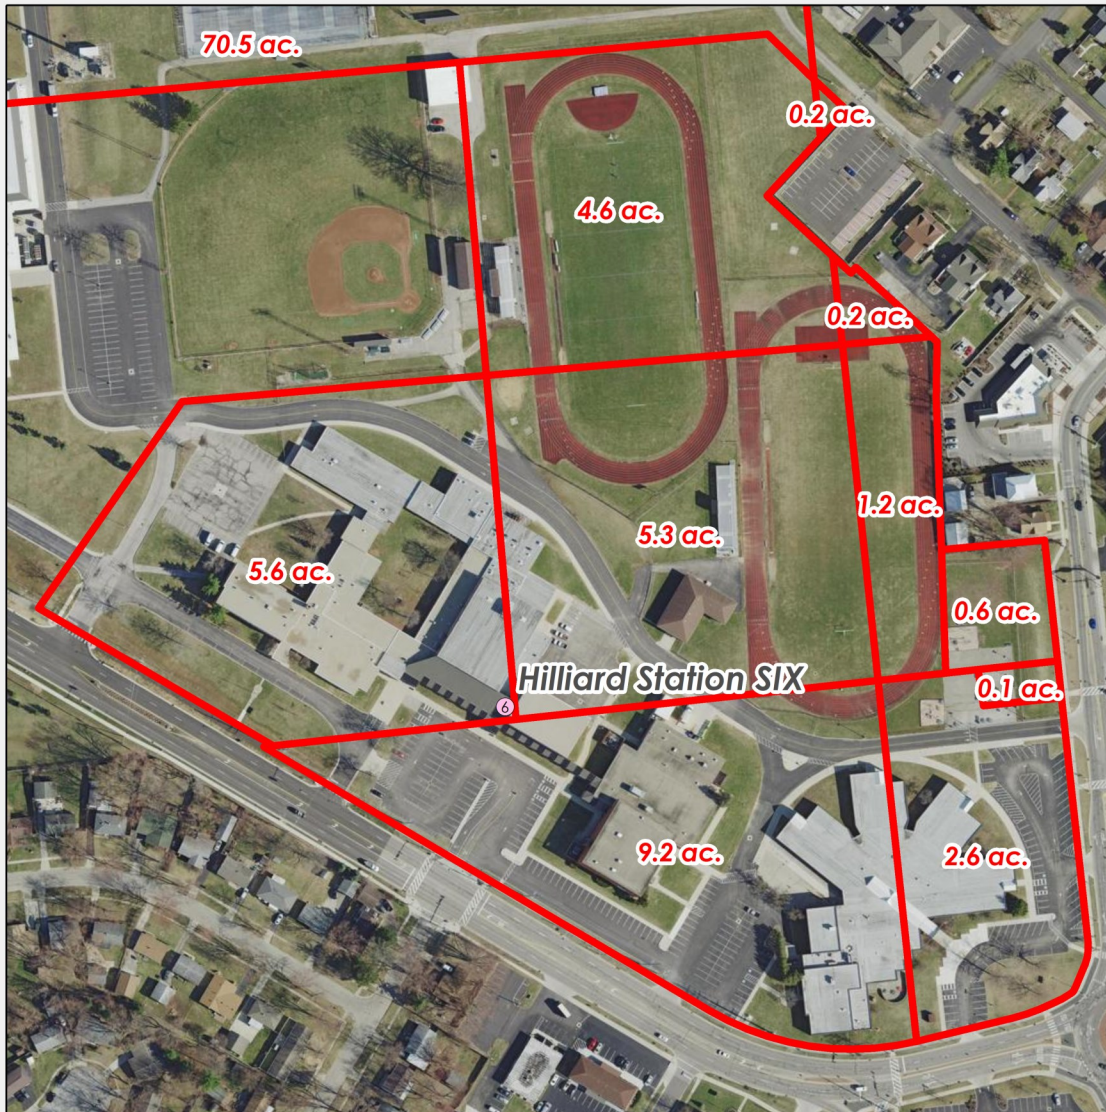 70.5 ac.
0.2 ac.
4.6 ac.
0.2 ac.
1.2 ac.
5.3 ac.
5.6 ac.
0.6 ac.
Hilliard Station SIX
0.1 ac.
6
9.2 ac.
2.6 ac.